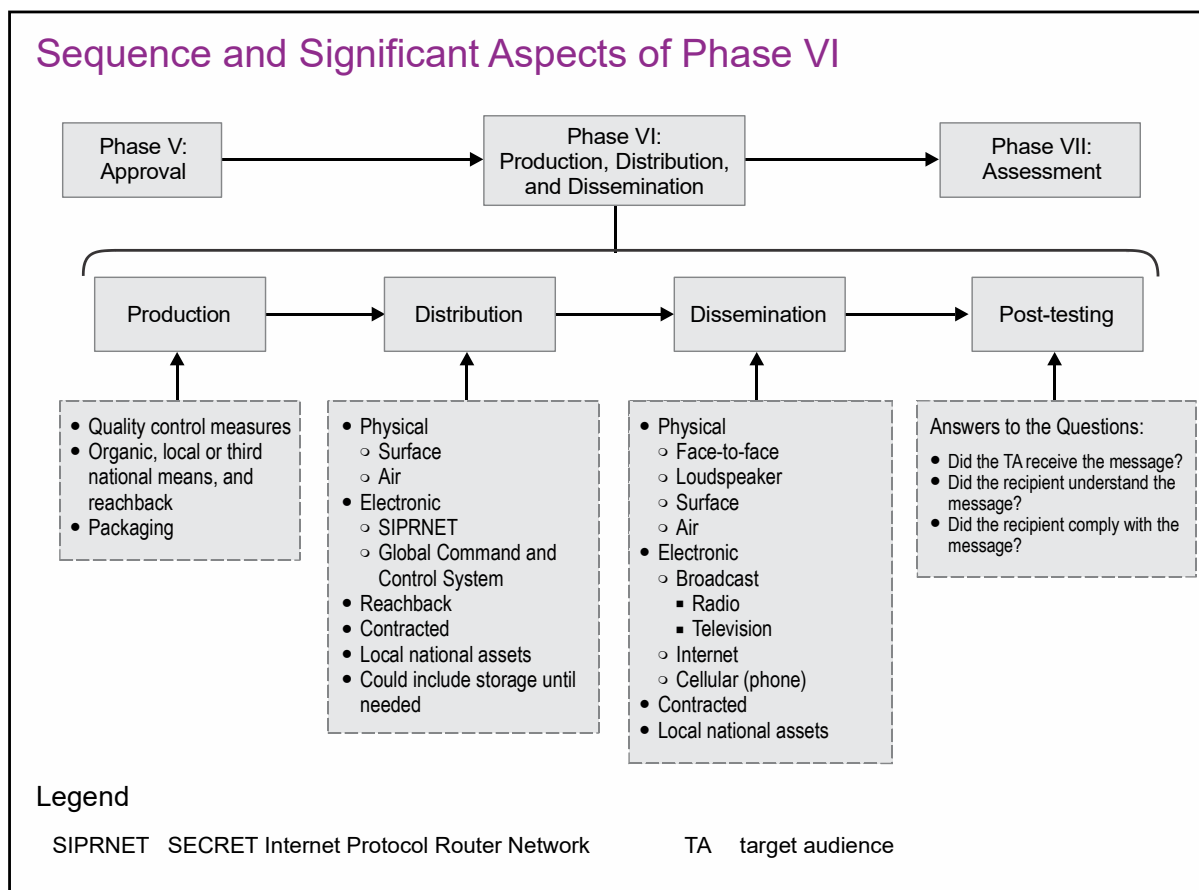 Sequence and Significant Aspects of Phase VI
Phase V:
Approval
Phase VI:
Production, Distribution,
and Dissemination
Phase VII:
Assessment
Production
Distribution
Dissemination
Post-testing
• Quality control measures
• Organic, local or third
national means, and
reachback
• Packaging
• Physical
○ Surface
○ Air
• Electronic
○ SIPRNET
○ Global Command and
Control System
• Reachback
• Contracted
• Local national assets
• Could include storage until
needed
• Physical
○ Face-to-face
○ Loudspeaker
○ Surface
○ Air
• Electronic
○ Broadcast
▪ Radio
▪ Television
○ Internet
○ Cellular (phone)
• Contracted
• Local national assets
Answers to the Questions:
• Did the TA receive the message?
• Did the recipient understand the
message?
• Did the recipient comply with the
message?
Legend
SIPRNET SECRET Internet Protocol Router Network TA target audience